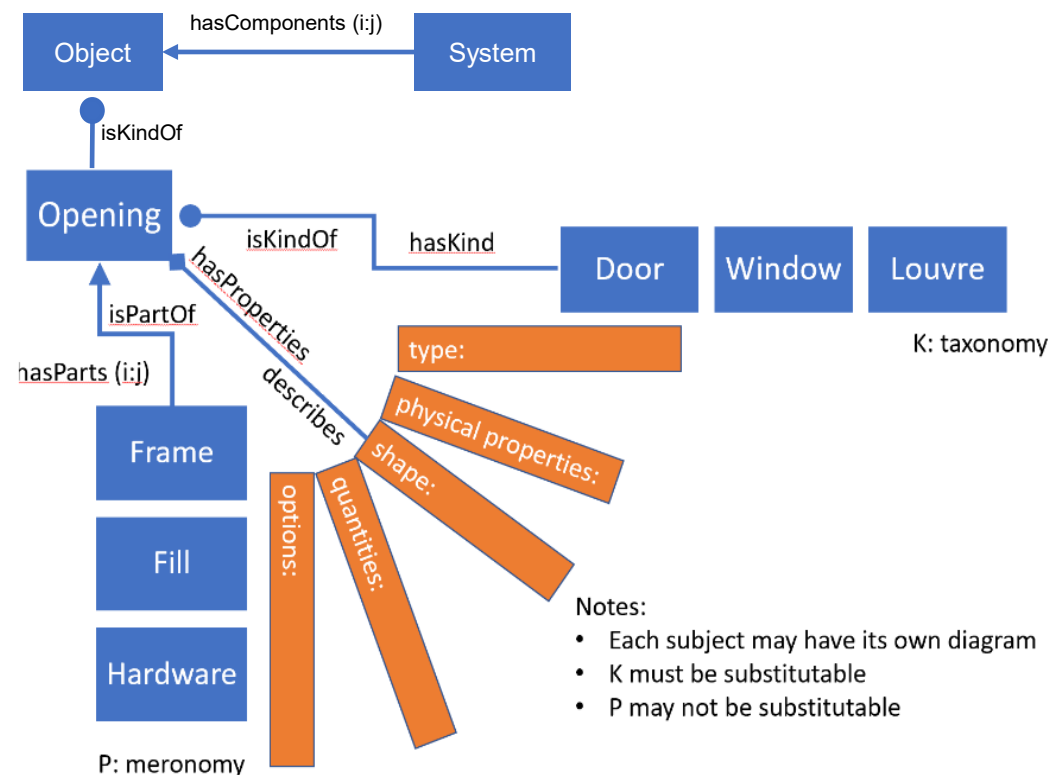 hasComponents (i:j)
Object
System
isKindOf
Opening
isKindOf
hasKind
Door
Window
Louvre
hasProperties
isPartOf
type:
K: taxonomy
hasParts (i:j)
describes
physical properties:
Frame
shape:
options:
quantities:
Fill
Notes:
• Each subject may have its own diagram
• K must be substitutable
• P may not be substitutable
Hardware
P: meronomy